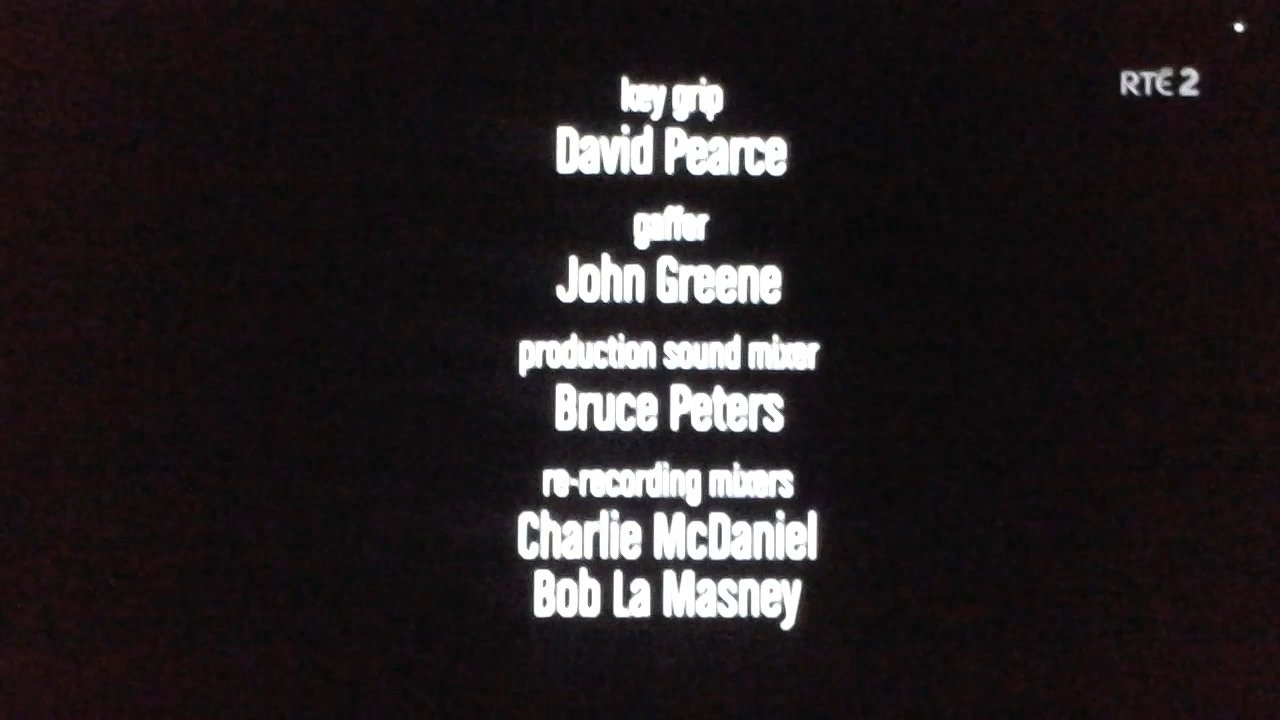 RTÉ 2
key grip
David Pearce
gaffer
John Greene
production sound mixer
Bruce Peters
re-recording mixers
Charlie McDaniel
Bob La Masney